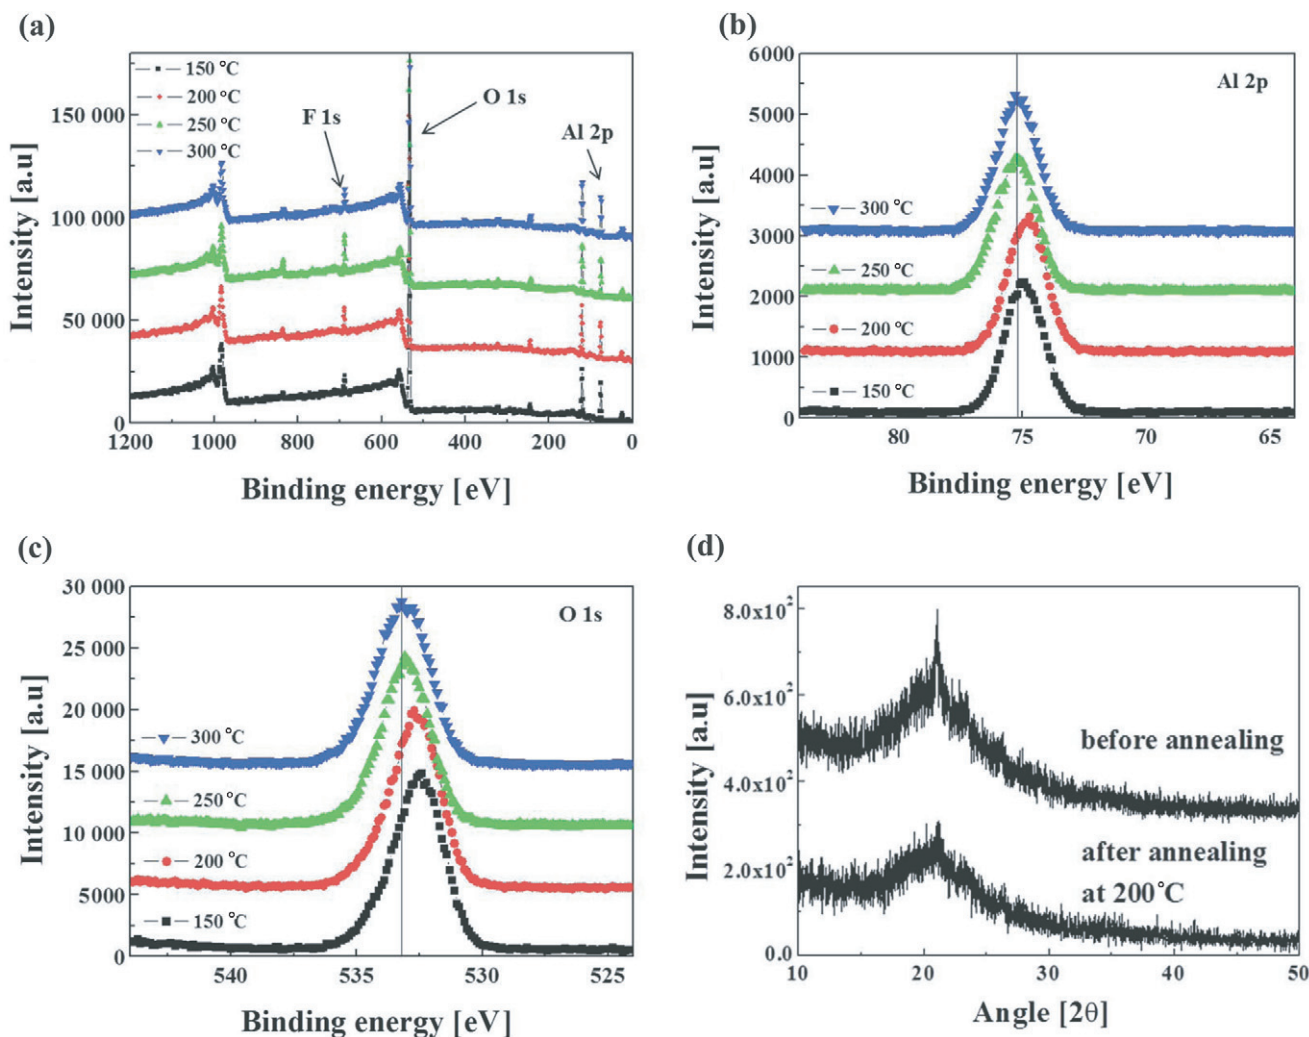 (a)
150 °C
200 °C
250 °C
300 °C
F 1s
O 1s
Al 2p
150 000
100 000
50 000
0
1200 1000 800 600 400 200 0
Intensity [a.u]
Binding energy [eV]
(b)
Al 2p
300 °C
250 °C
200 °C
150 °C
6000
5000
4000
3000
2000
1000
0
80 75 70 65
Intensity [a.u]
Binding energy [eV]
(c)
O 1s
300 °C
250 °C
200 °C
150 °C
30 000
25 000
20 000
15 000
10 000
5000
0
540 535 530 525
Intensity [a.u]
Binding energy [eV]
(d)
8.0x10²
6.0x10²
4.0x10²
2.0x10²
0.0
before annealing
after annealing
at 200°C
10 20 30 40 50
Intensity [a.u]
Angle [2θ]